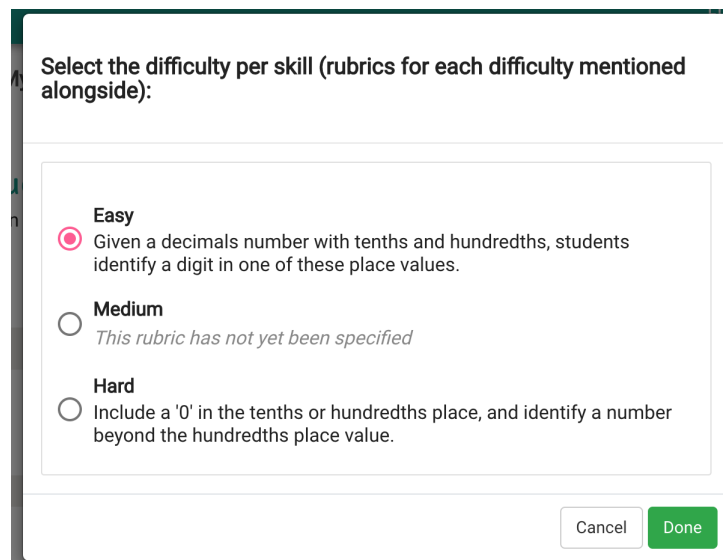 Select the difficulty per skill (rubrics for each difficulty mentioned
alongside):
Easy
Given a decimals number with tenths and hundredths, students
identify a digit in one of these place values.
Medium
This rubric has not yet been specified
Hard
Include a '0' in the tenths or hundredths place, and identify a number
beyond the hundredths place value.
Cancel
Done